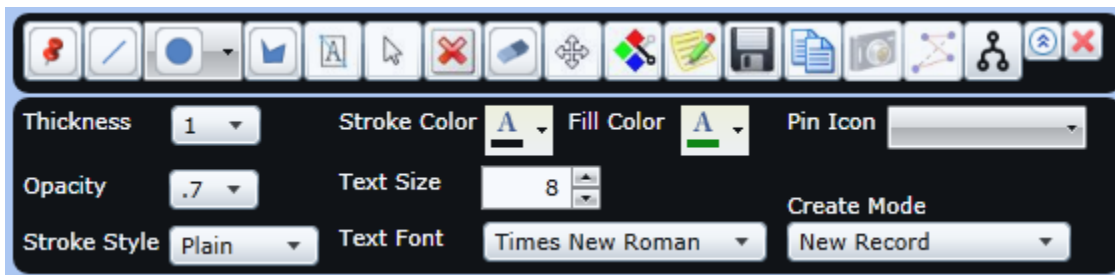 A
Thickness 1 Stroke Color A Fill Color A Pin Icon
Opacity .7 Text Size 8
Create Mode
Stroke Style Plain Text Font Times New Roman New Record